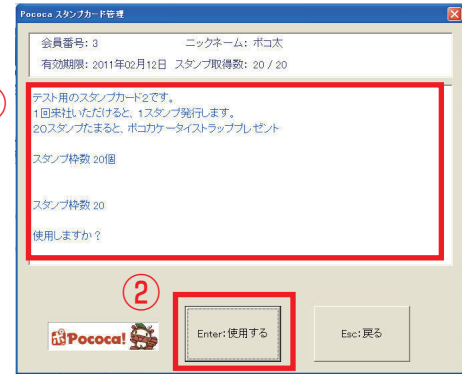 Pococa スタンプカード管理
会員番号: 3 ニックネーム: ポコ太
有効期限: 2011年02月12日 スタンプ取得数: 20 / 20
テスト用のスタンプカード2です。
1回来社いただけると、1スタンプ発行します。
20スタンプたまると、ポコカケータイストラッププレゼント
スタンプ枠数 20個
スタンプ枠数 20
使用しますか?
②
Pococa!
Enter:使用する
Esc:戻る